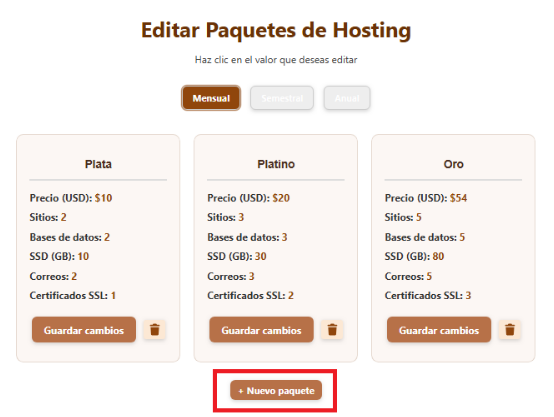 Editar Paquetes de Hosting
Haz clic en el valor que deseas editar
Mensual
Semestral
Anual
Plata
Precio (USD): $10
Sitios: 2
Bases de datos: 2
SSD (GB): 10
Correos: 2
Certificados SSL: 1
Guardar cambios
Platino
Precio (USD): $20
Sitios: 3
Bases de datos: 3
SSD (GB): 30
Correos: 3
Certificados SSL: 2
Guardar cambios
Oro
Precio (USD): $54
Sitios: 5
Bases de datos: 5
SSD (GB): 80
Correos: 5
Certificados SSL: 3
Guardar cambios
+ Nuevo paquete